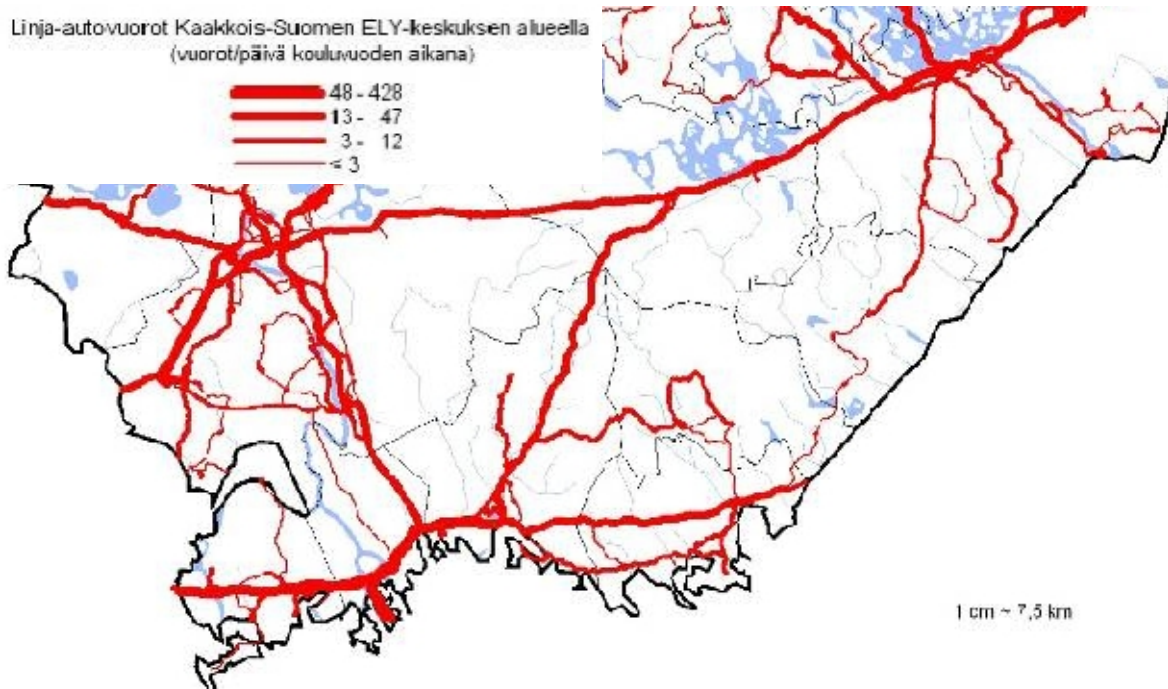 Linja-autovuorot Kaakkois-Suomen ELY-keskuksen alueella
(vuorot/päivä kouluvuoden aikana)
48 - 428
13 - 47
3 - 12
< 3
1 cm ~ 7,5 km